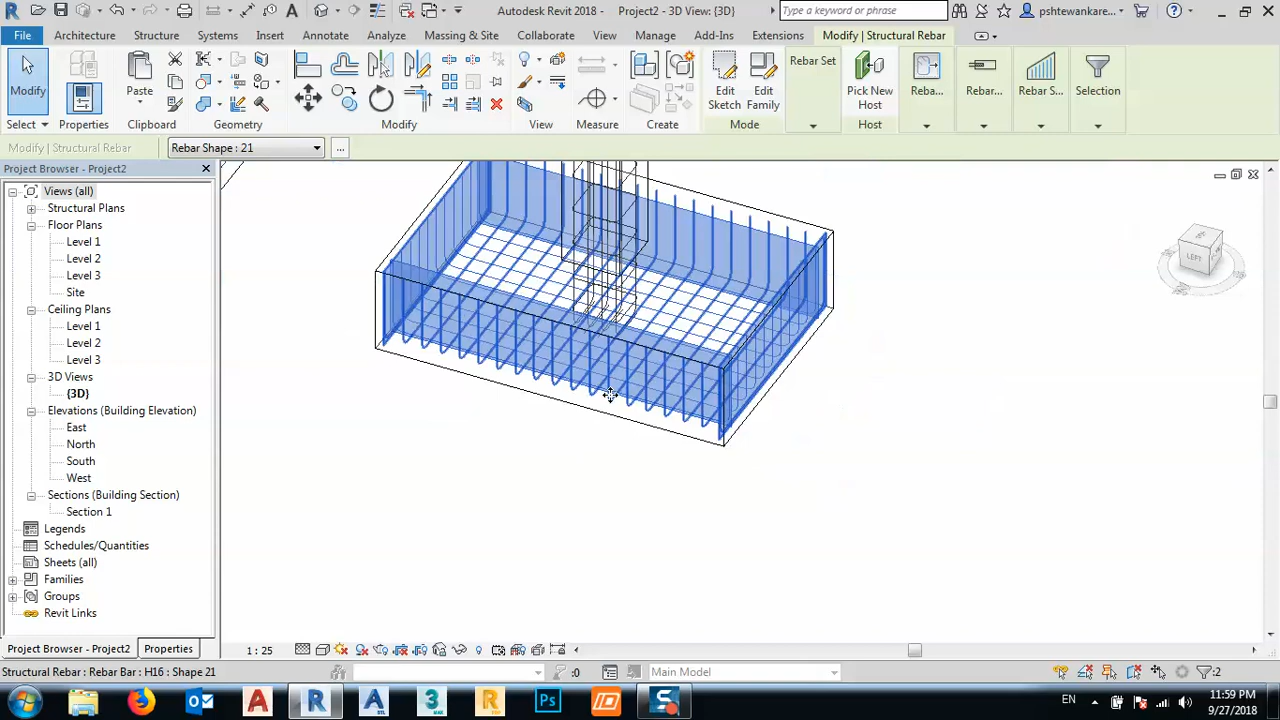 Autodesk Revit 2018 - Project2 - 3D View: {3D}
Type a keyword or phrase
pshtewankare...
File
Architecture
Structure
Systems
Insert
Annotate
Analyze
Massing & Site
Collaborate
View
Manage
Add-Ins
Extensions
Modify | Structural Rebar
Modify
Paste
Edit
Sketch
Edit
Family
Rebar Set
Pick New
Host
Reba...
Rebar...
Rebar S...
Selection
Select
Properties
Clipboard
Geometry
Modify
View
Measure
Create
Mode
Host
Modify | Structural Rebar
Rebar Shape : 21
...
Project Browser - Project2
Views (all)
Structural Plans
Floor Plans
Level 1
Level 2
Level 3
Site
Ceiling Plans
Level 1
Level 2
Level 3
3D Views
{3D}
Elevations (Building Elevation)
East
North
South
West
Sections (Building Section)
Section 1
Legends
Schedules/Quantities
Sheets (all)
Families
Groups
Revit Links
LEFT
Project Browser - Project2
Properties
1 : 25
Structural Rebar : Rebar Bar : H16 : Shape 21
:0
Main Model
:2
EN
11:59 PM
9/27/2018